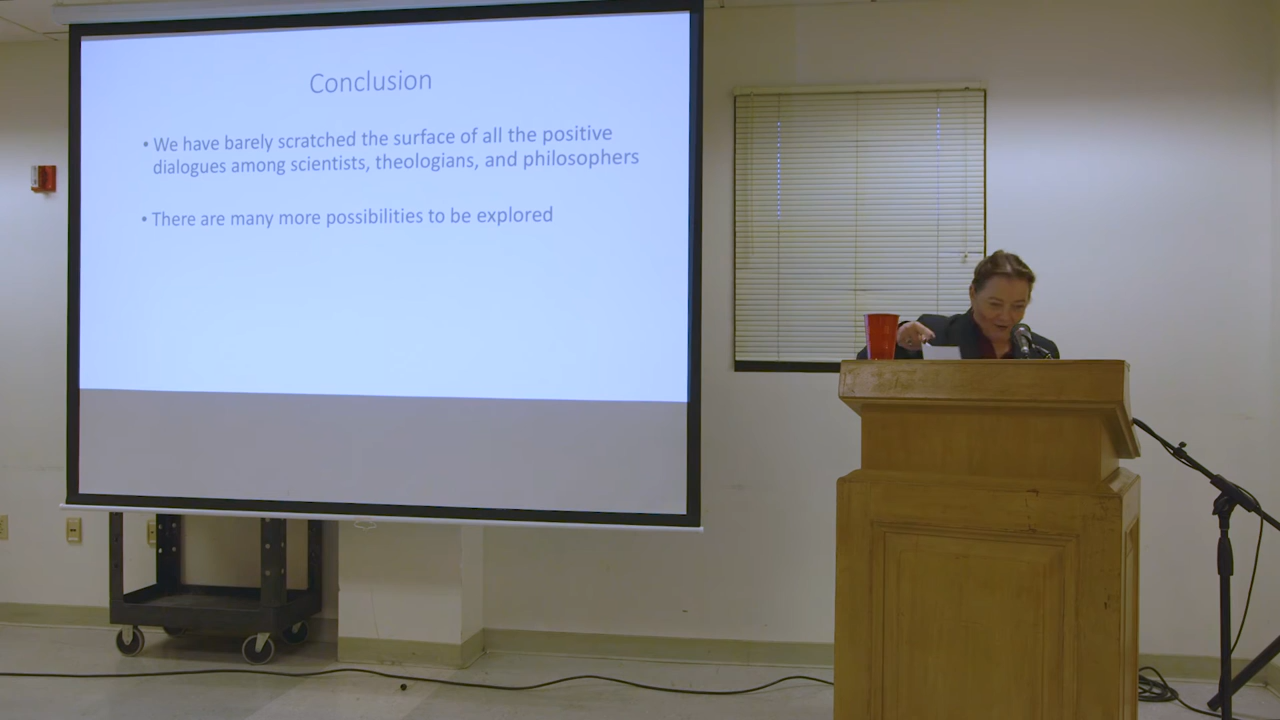 Conclusion
• We have barely scratched the surface of all the positive
dialogues among scientists, theologians, and philosophers
• There are many more possibilities to be explored